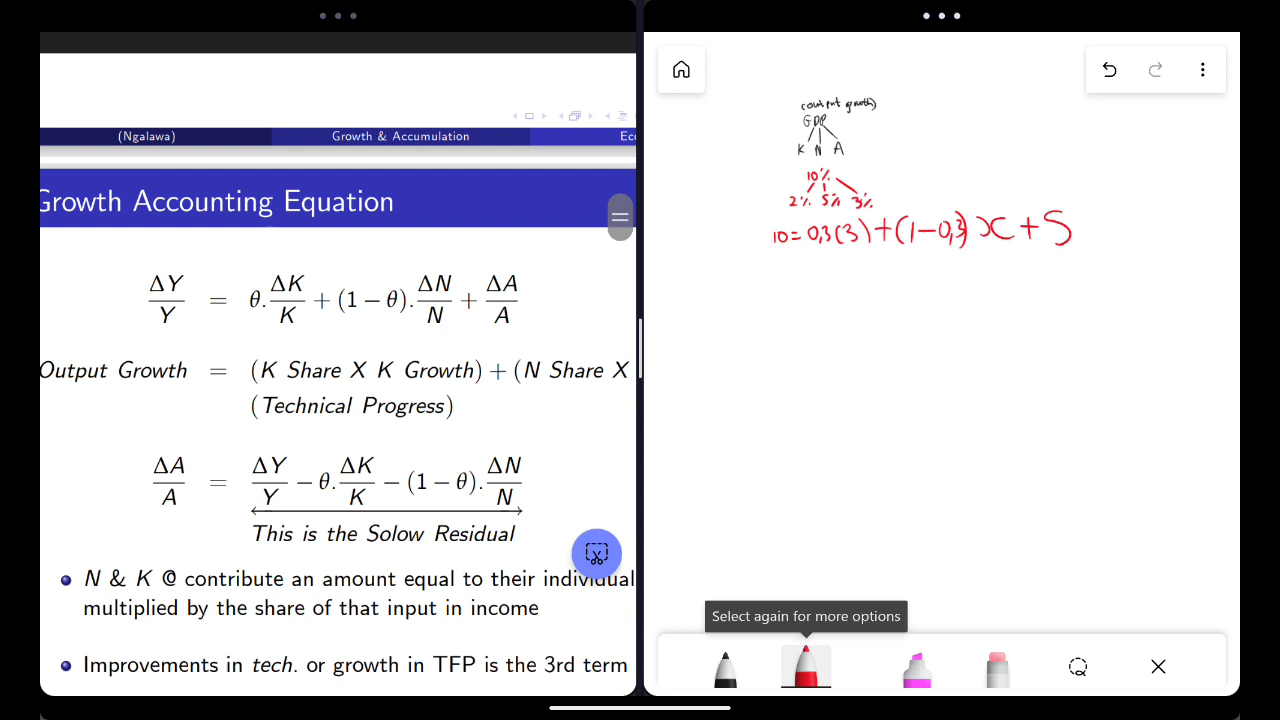 (Ngalawa) Growth & Accumulation Eco
Growth Accounting Equation
ΔY/Y = θ.ΔK/K + (1 − θ).ΔN/N + ΔA/A
Output Growth = (K Share X K Growth) + (N Share X
(Technical Progress)
ΔA/A = ΔY/Y − θ.ΔK/K − (1 − θ).ΔN/N
This is the Solow Residual
N & K @ contribute an amount equal to their individual
multiplied by the share of that input in income
Improvements in tech. or growth in TFP is the 3rd term
(output growth)
GDP
K N A
10%
2% 5% 3%
10 = 0,3(3) + (1 − 0,3) x + 5
Select again for more options